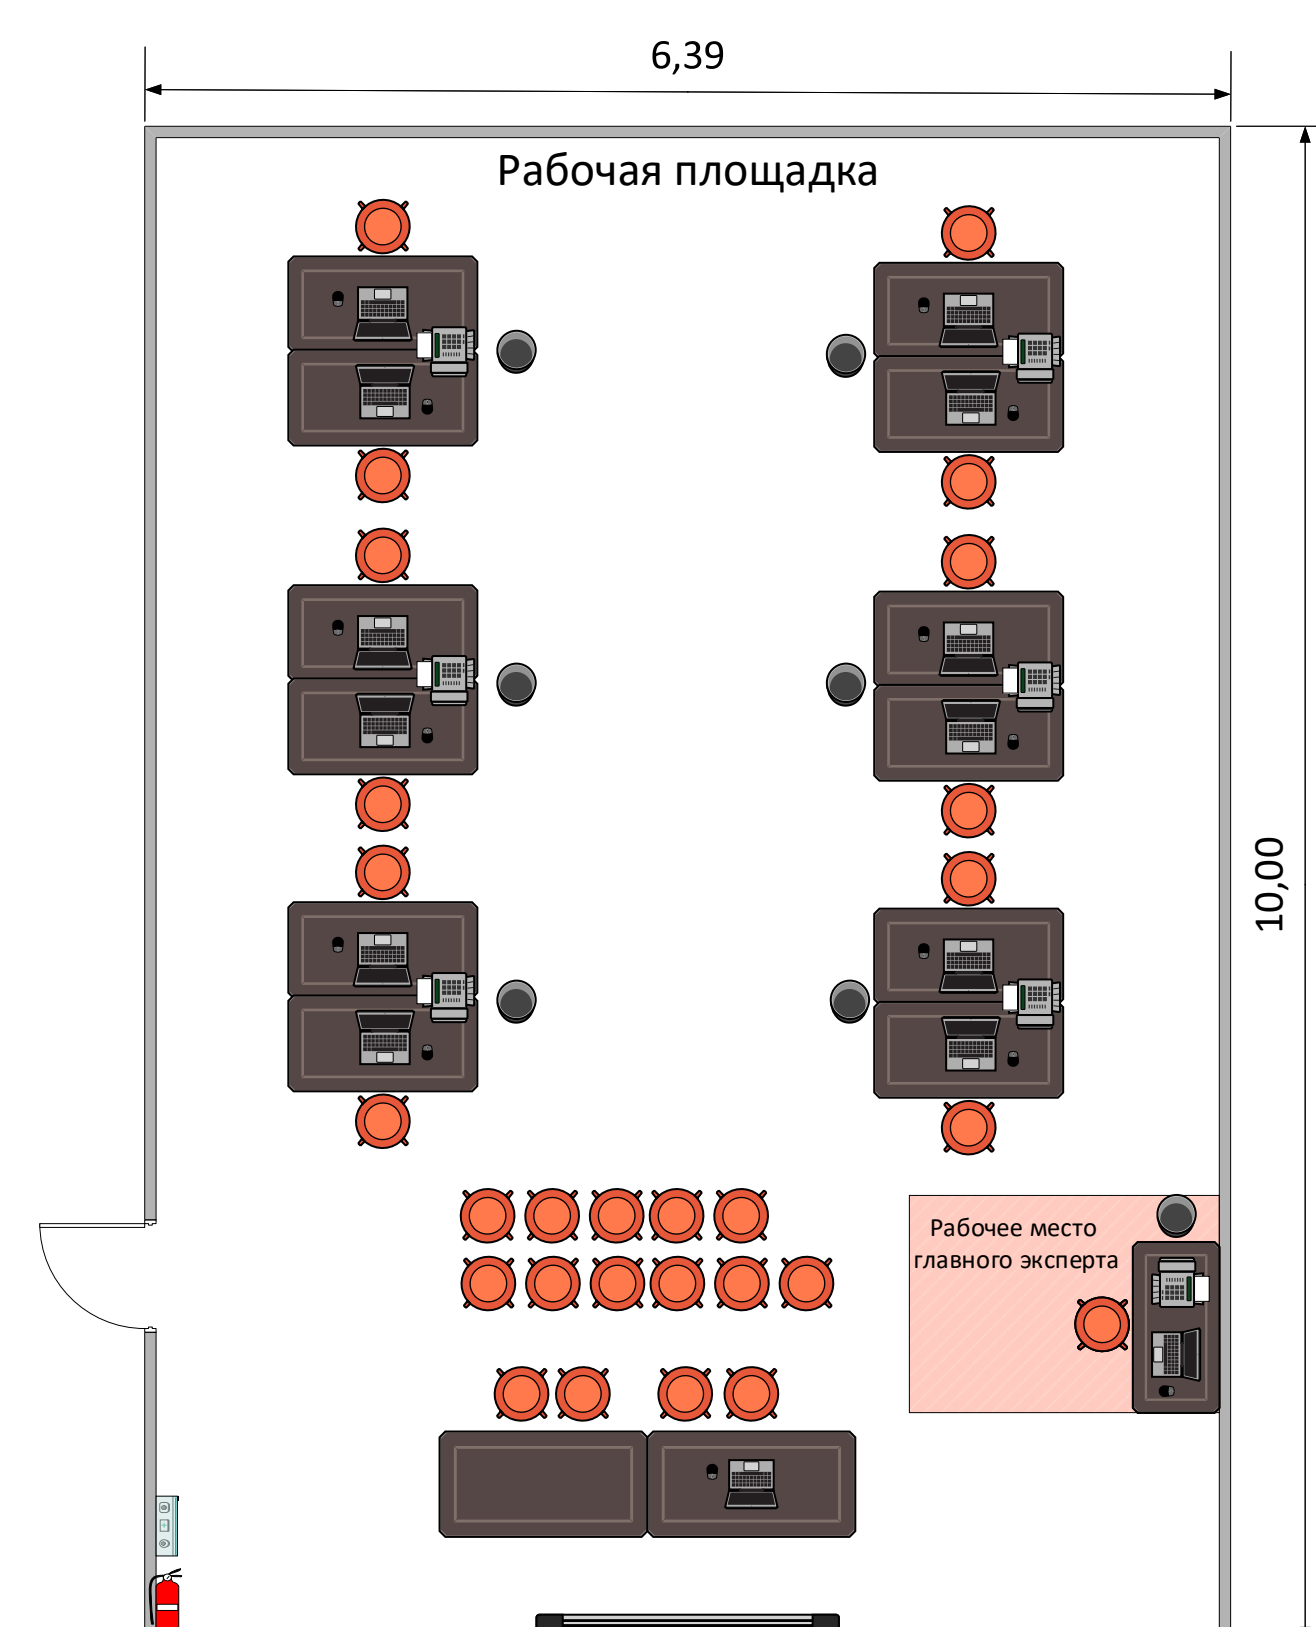 6,39
Рабочая площадка
10,00
Рабочее место
главного эксперта